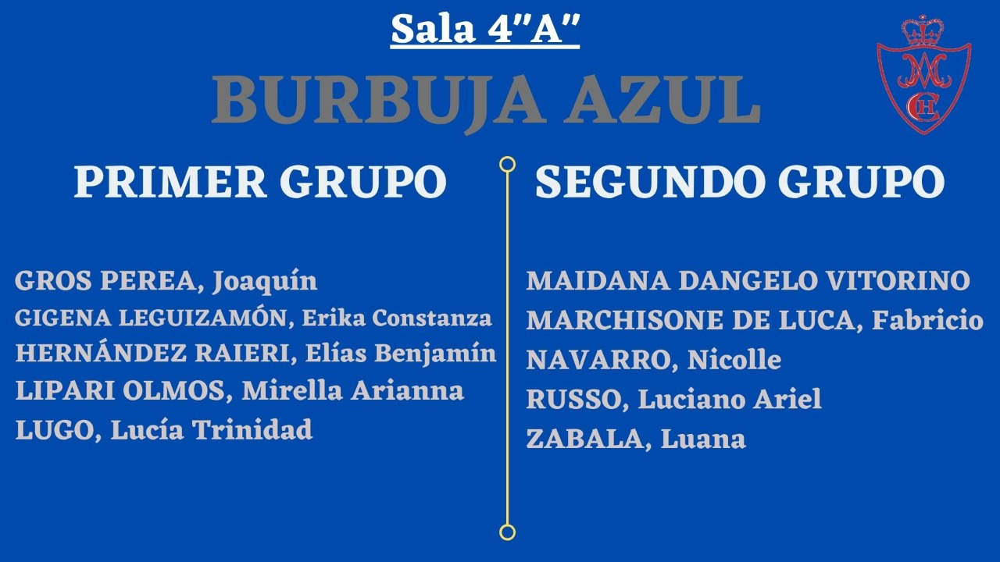 Sala 4"A"
BURBUJA AZUL
PRIMER GRUPO
GROS PEREA, Joaquín
GIGENA LEGUIZAMÓN, Erika Constanza
HERNÁNDEZ RAIERI, Elías Benjamín
LIPARI OLMOS, Mirella Arianna
LUGO, Lucía Trinidad
SEGUNDO GRUPO
MAIDANA DANGELO VITORINO
MARCHISONE DE LUCA, Fabricio
NAVARRO, Nicolle
RUSSO, Luciano Ariel
ZABALA, Luana